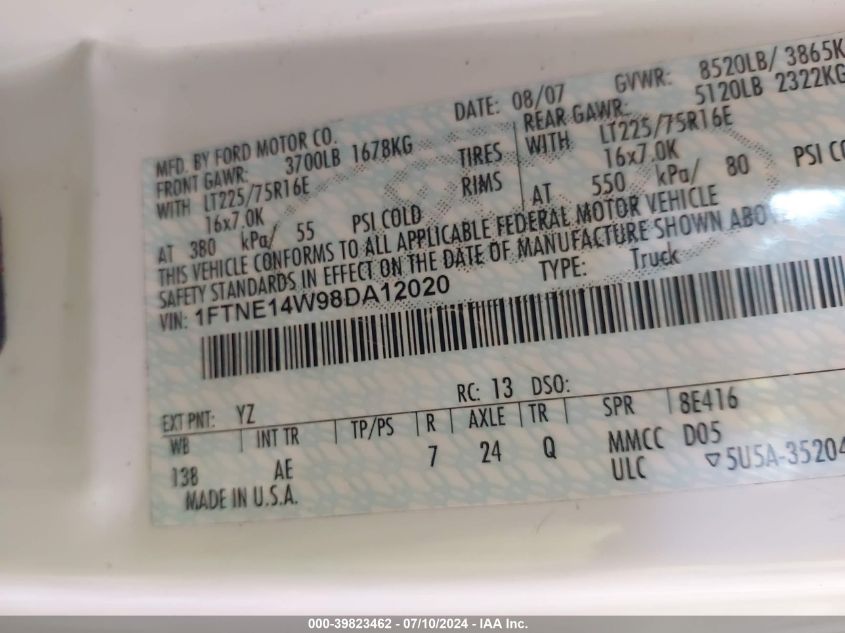 MFD. BY FORD MOTOR CO. DATE: 08/07 GVWR: 8520LB/ 3865K
FRONT GAWR: 3700LB 1678KG REAR GAWR: 5120LB 2322KG
WITH LT225/75R16E TIRES WITH LT225/75R16E
16x7.0K RIMS 16x7.0K
AT 380 kPa/ 55 PSI COLD AT 550 kPa/ 80 PSI CO
THIS VEHICLE CONFORMS TO ALL APPLICABLE FEDERAL MOTOR VEHICLE
SAFETY STANDARDS IN EFFECT ON THE DATE OF MANUFACTURE SHOWN ABO
VIN: 1FTNE14W98DA12020 TYPE: Truck
EXT PNT: YZ RC: 13 DSO:
WB INT TR TP/PS R AXLE TR SPR 8E416
138 AE 7 24 Q MMCC D05
MADE IN U.S.A. ULC ▽5U5A-35204
000-39823462 - 07/10/2024 - IAA Inc.